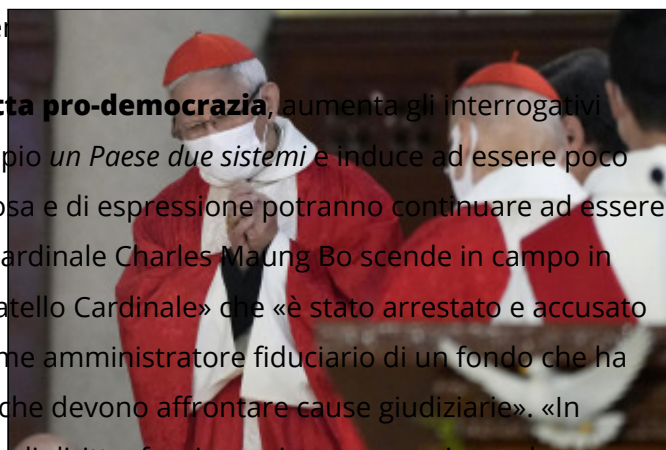 tta pro-democrazia, aumenta gli interrogativi
pio un Paese due sistemi e induce ad essere poco
osa e di espressione potranno continuare ad essere
ardinale Charles Maung Bo scende in campo in
atello Cardinale» che «è stato arrestato e accusato
me amministratore fiduciario di un fondo che ha
che devono affrontare cause giudiziarie». «In